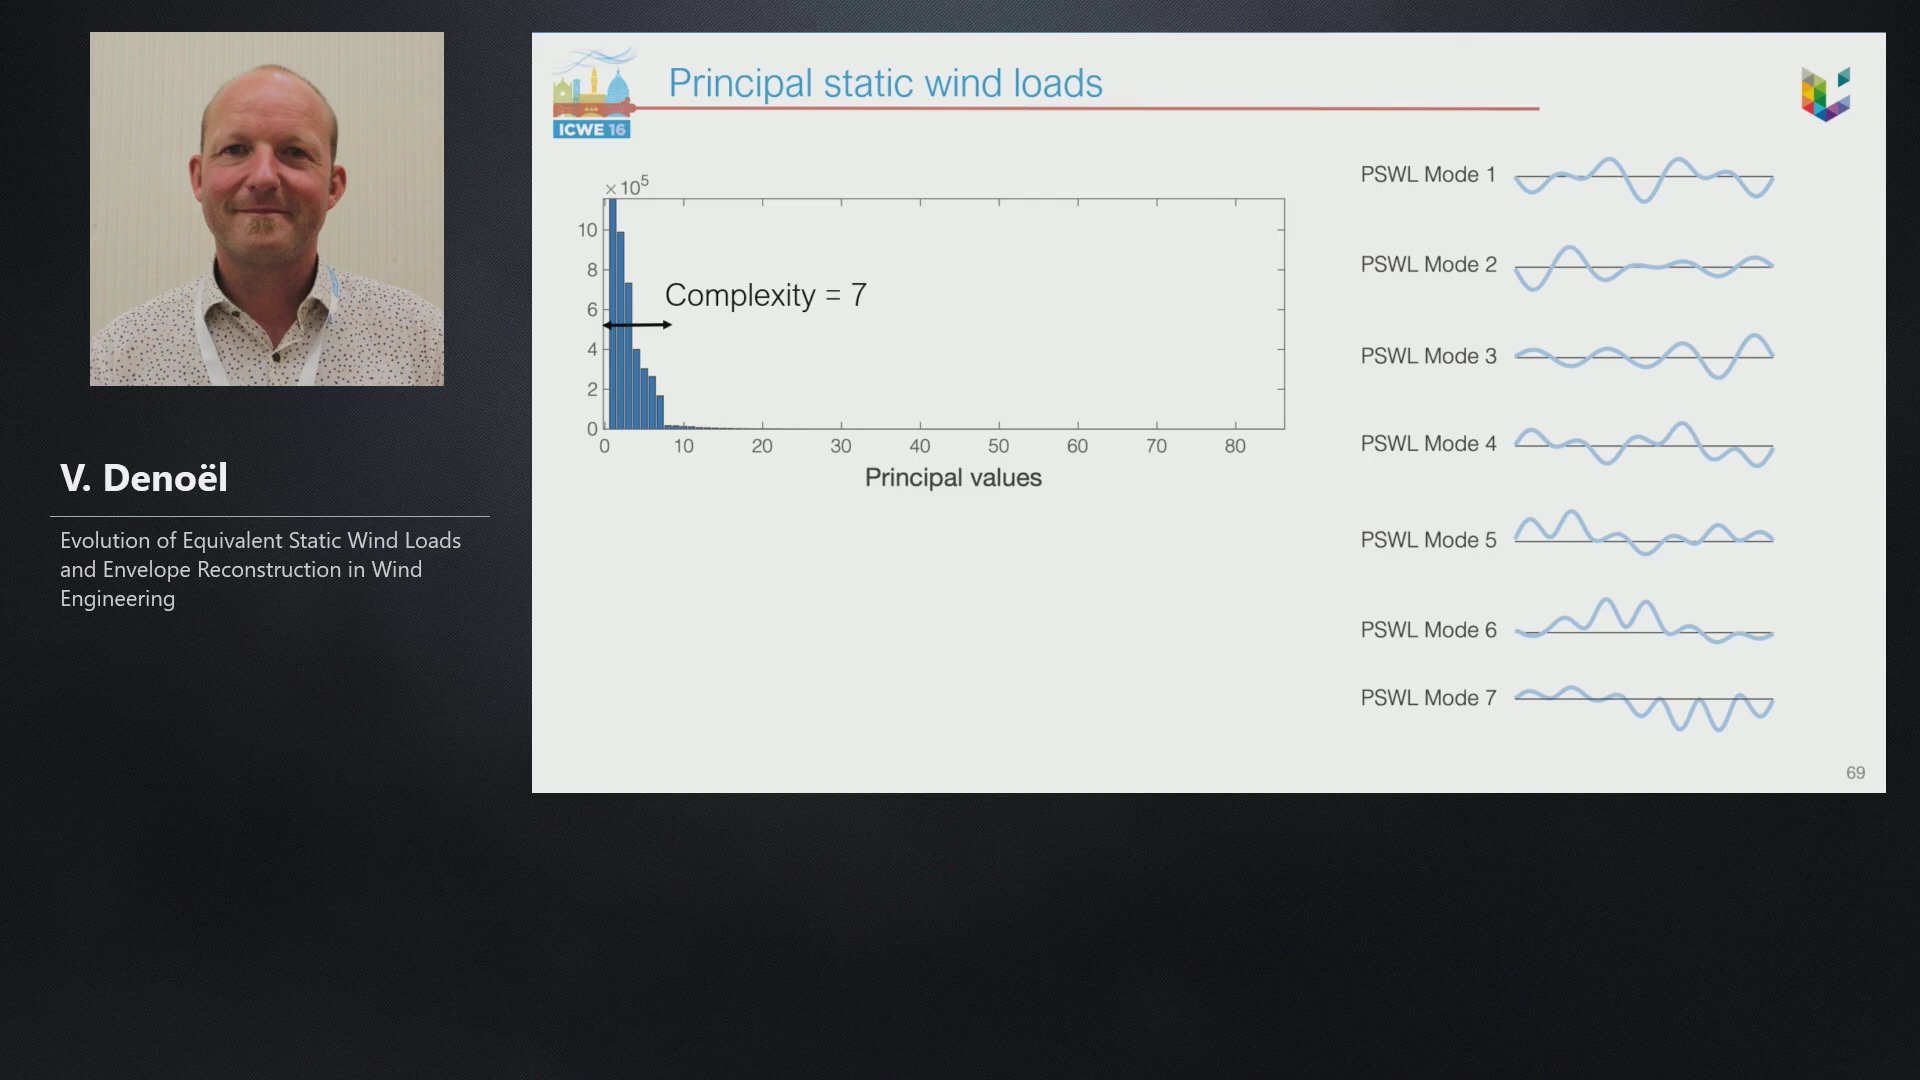 V. Denoël
Evolution of Equivalent Static Wind Loads
and Envelope Reconstruction in Wind
Engineering
ICWE 16
Principal static wind loads
×10⁵
10
8
6
4
2
0
Complexity = 7
0 10 20 30 40 50 60 70 80
Principal values
PSWL Mode 1
PSWL Mode 2
PSWL Mode 3
PSWL Mode 4
PSWL Mode 5
PSWL Mode 6
PSWL Mode 7
69